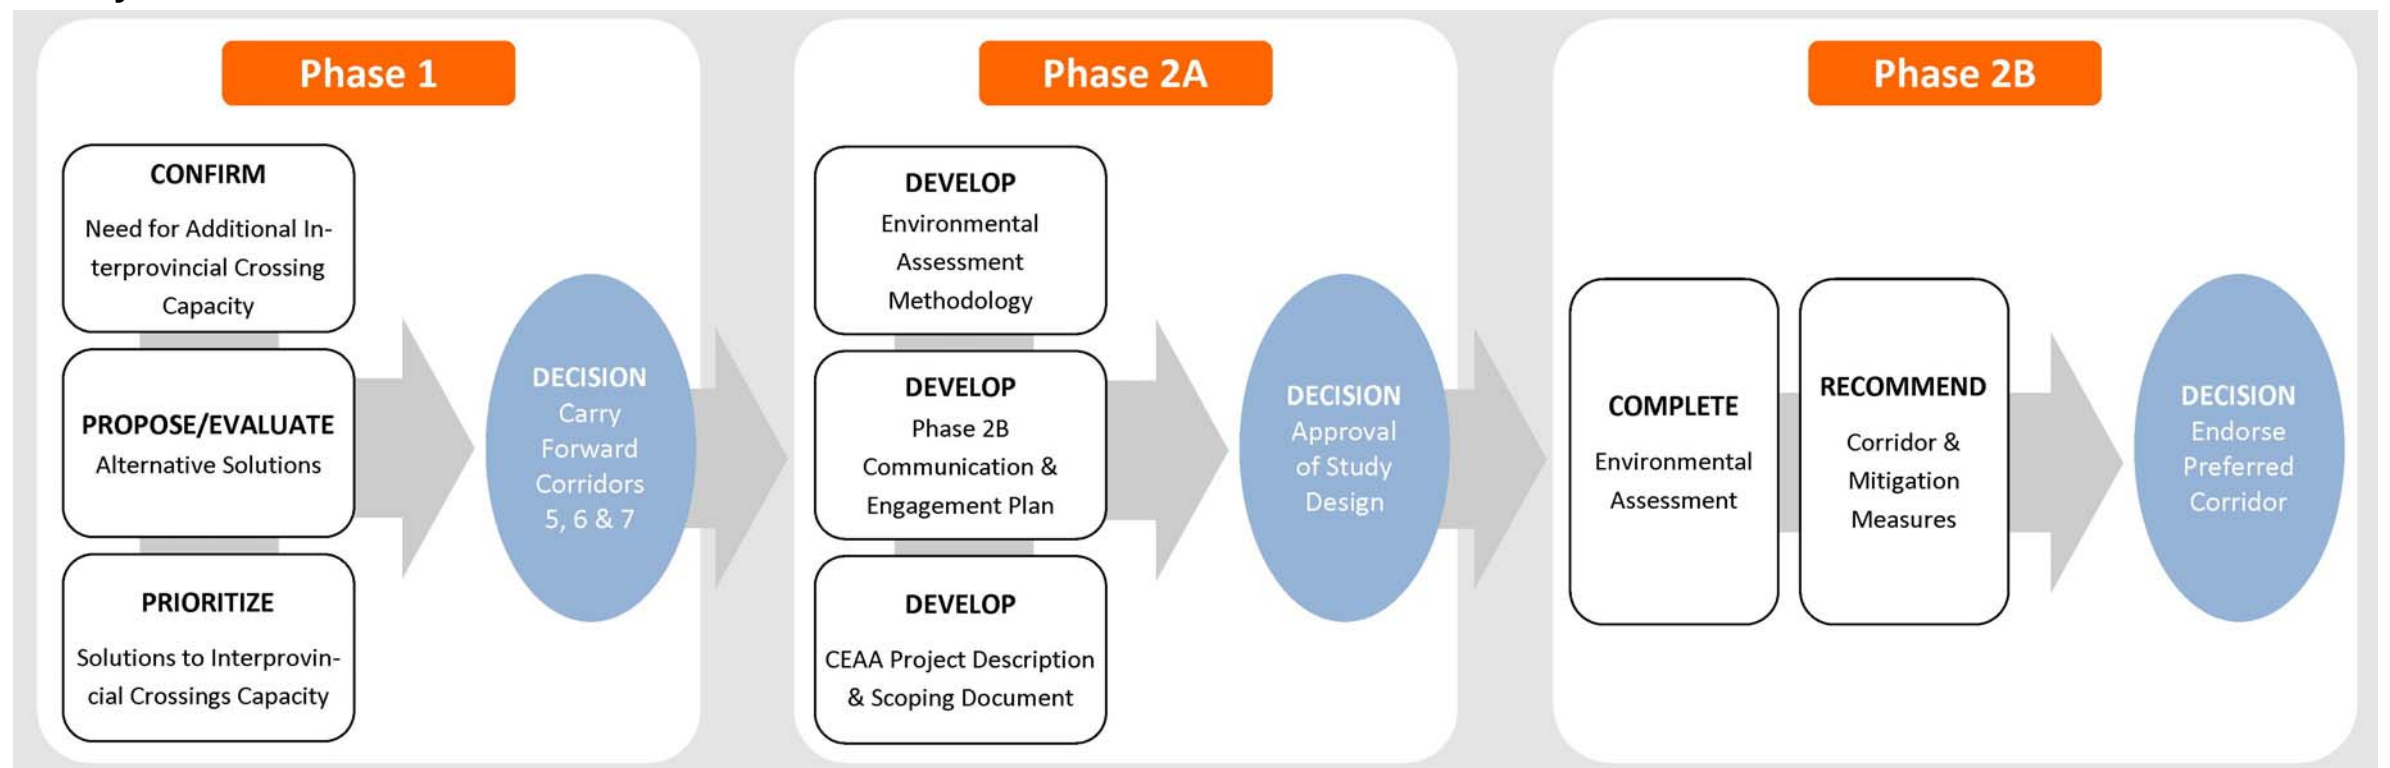 Phase 1
CONFIRM
Need for Additional In-
terprovincial Crossing
Capacity
PROPOSE/EVALUATE
Alternative Solutions
PRIORITIZE
Solutions to Interprovin-
cial Crossings Capacity
DECISION
Carry
Forward
Corridors
5, 6 & 7
Phase 2A
DEVELOP
Environmental
Assessment
Methodology
DEVELOP
Phase 2B
Communication &
Engagement Plan
DEVELOP
CEAA Project Description
& Scoping Document
DECISION
Approval
of Study
Design
Phase 2B
COMPLETE
Environmental
Assessment
RECOMMEND
Corridor &
Mitigation
Measures
DECISION
Endorse
Preferred
Corridor